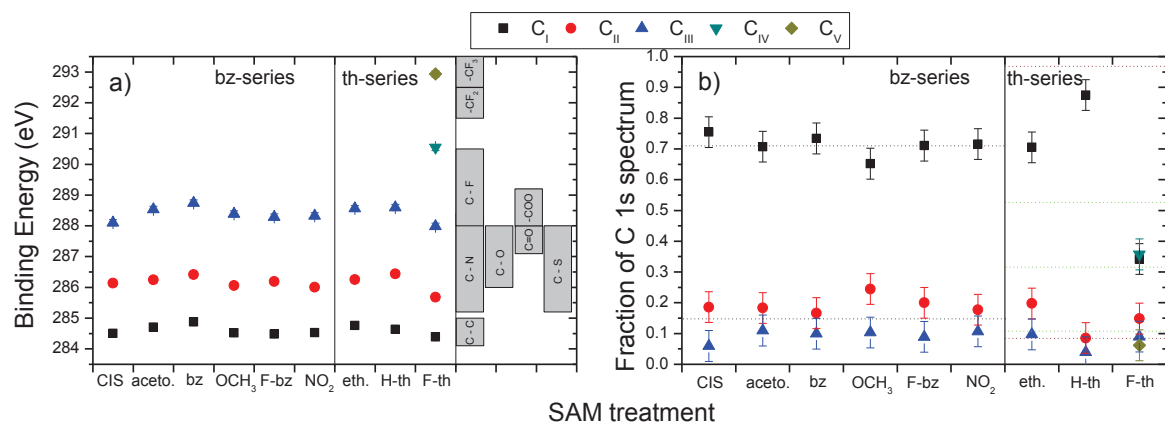 C_I C_II C_III C_IV C_V
a) bz-series th-series
Binding Energy (eV)
293
292
291
290
289
288
287
286
285
284
CIS aceto. bz OCH₃ F-bz NO₂ eth. H-th F-th
-CF₃
-CF₂
C - F
C - N
C - C
C - O
-COO
C=O
C - S
b) bz-series th-series
Fraction of C 1s spectrum
1.0
0.9
0.8
0.7
0.6
0.5
0.4
0.3
0.2
0.1
0.0
CIS aceto. bz OCH₃ F-bz NO₂ eth. H-th F-th
SAM treatment